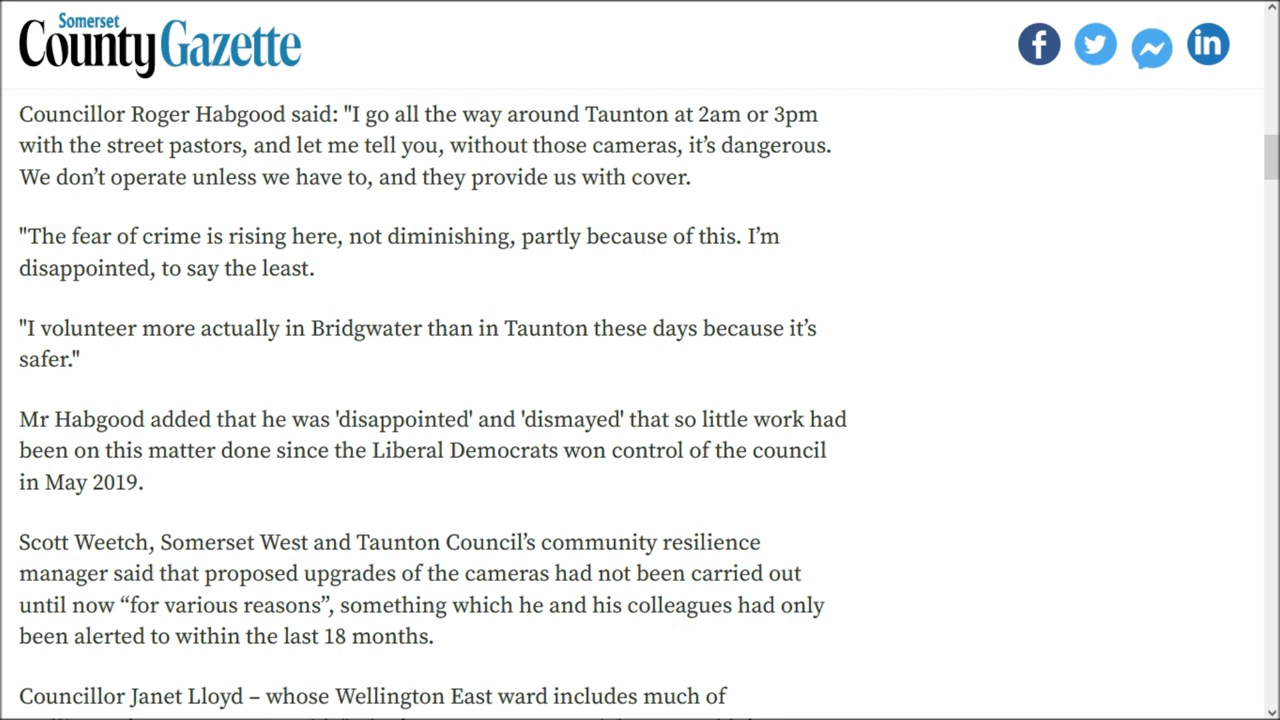 Somerset
County Gazette
Councillor Roger Habgood said: "I go all the way around Taunton at 2am or 3pm
with the street pastors, and let me tell you, without those cameras, it’s dangerous.
We don’t operate unless we have to, and they provide us with cover.
"The fear of crime is rising here, not diminishing, partly because of this. I’m
disappointed, to say the least.
"I volunteer more actually in Bridgwater than in Taunton these days because it’s
safer."
Mr Habgood added that he was 'disappointed' and 'dismayed' that so little work had
been on this matter done since the Liberal Democrats won control of the council
in May 2019.
Scott Weetch, Somerset West and Taunton Council’s community resilience
manager said that proposed upgrades of the cameras had not been carried out
until now “for various reasons”, something which he and his colleagues had only
been alerted to within the last 18 months.
Councillor Janet Lloyd – whose Wellington East ward includes much of